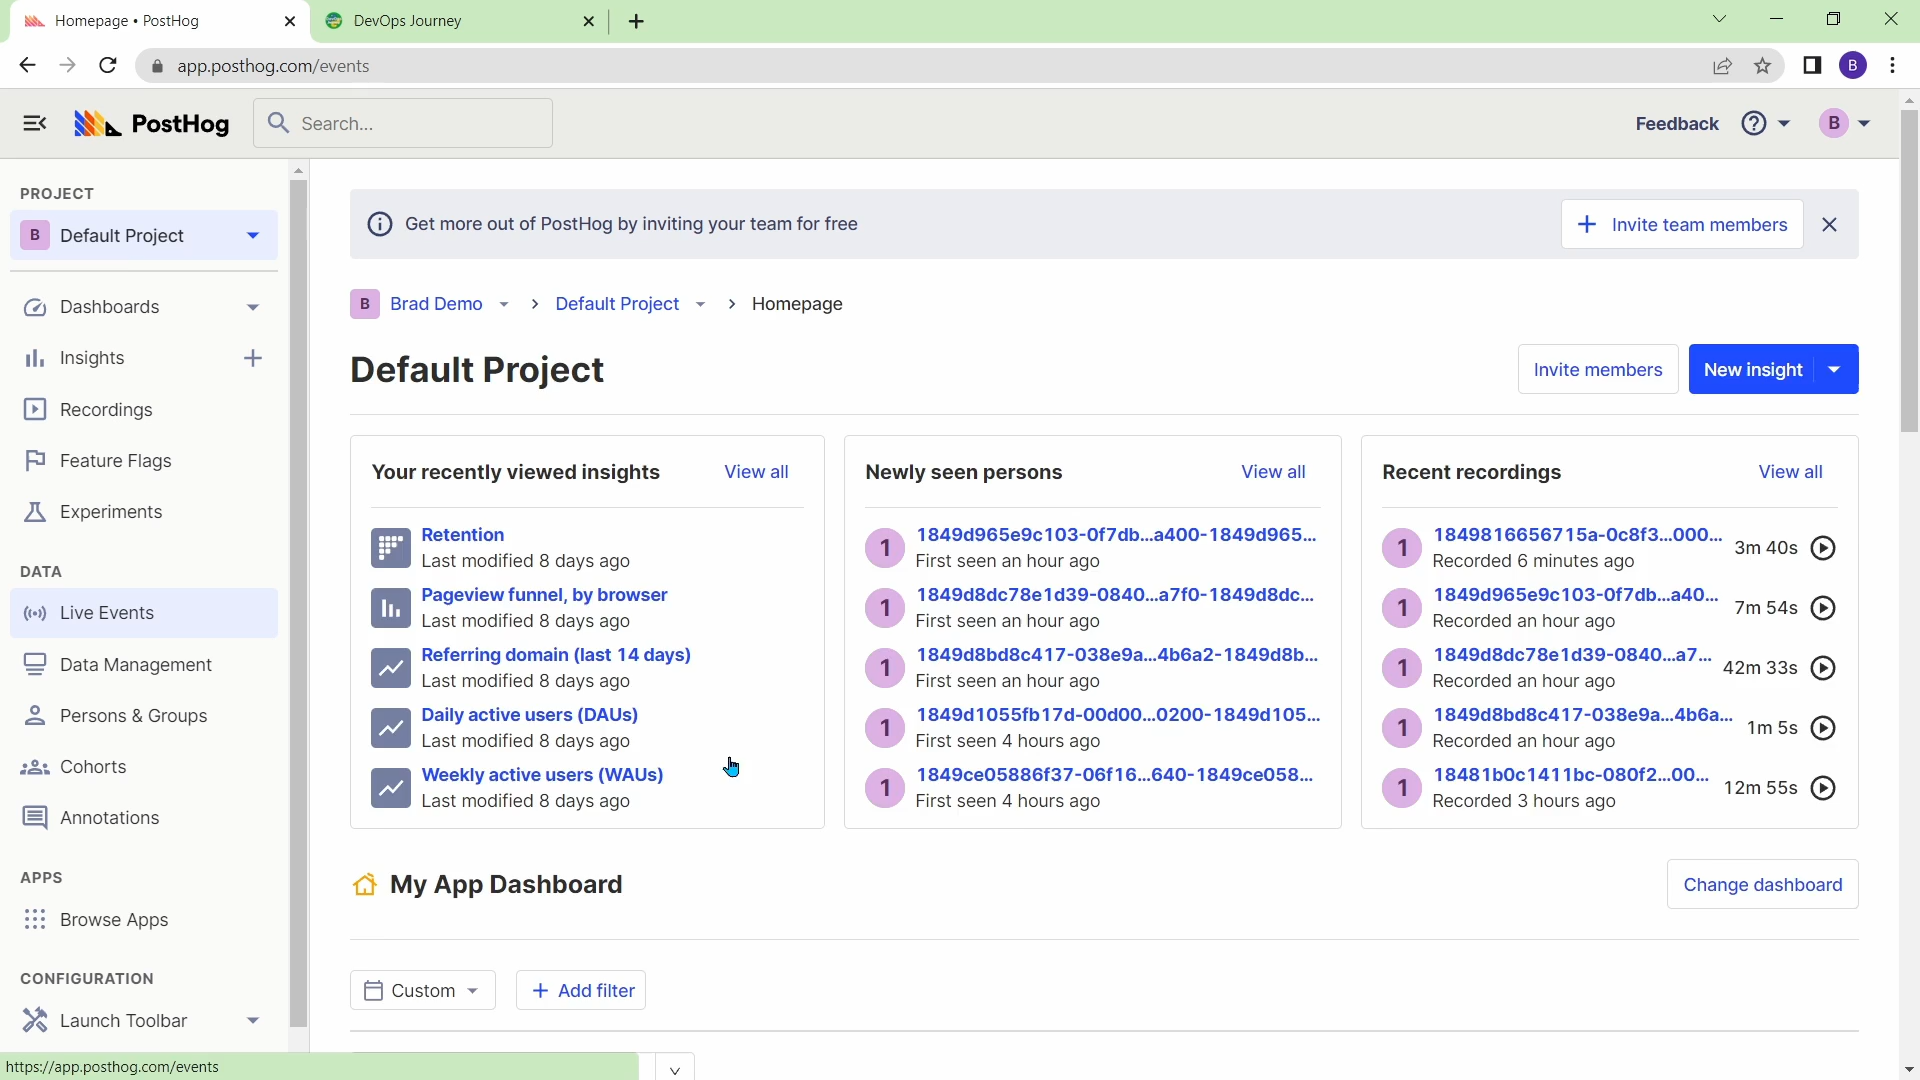 Homepage • PostHog
DevOps Journey
app.posthog.com/events
B
PostHog
Search...
Feedback
B
PROJECT
B Default Project
Dashboards
Insights
Recordings
Feature Flags
Experiments
DATA
Live Events
Data Management
Persons & Groups
Cohorts
Annotations
APPS
Browse Apps
CONFIGURATION
Launch Toolbar
https://app.posthog.com/events
Get more out of PostHog by inviting your team for free
Invite team members
B Brad Demo > Default Project > Homepage
Default Project
Invite members
New insight
Your recently viewed insights
View all
Retention
Last modified 8 days ago
Pageview funnel, by browser
Last modified 8 days ago
Referring domain (last 14 days)
Last modified 8 days ago
Daily active users (DAUs)
Last modified 8 days ago
Weekly active users (WAUs)
Last modified 8 days ago
Newly seen persons
View all
1 1849d965e9c103-0f7db...a400-1849d965...
First seen an hour ago
1 1849d8dc78e1d39-0840...a7f0-1849d8dc...
First seen an hour ago
1 1849d8bd8c417-038e9a...4b6a2-1849d8b...
First seen an hour ago
1 1849d1055fb17d-00d00...0200-1849d105...
First seen 4 hours ago
1 1849ce05886f37-06f16...640-1849ce058...
First seen 4 hours ago
Recent recordings
View all
1 1849816656715a-0c8f3...000... 3m 40s
Recorded 6 minutes ago
1 1849d965e9c103-0f7db...a40... 7m 54s
Recorded an hour ago
1 1849d8dc78e1d39-0840...a7... 42m 33s
Recorded an hour ago
1 1849d8bd8c417-038e9a...4b6a... 1m 5s
Recorded an hour ago
1 18481b0c1411bc-080f2...00... 12m 55s
Recorded 3 hours ago
My App Dashboard
Change dashboard
Custom
Add filter